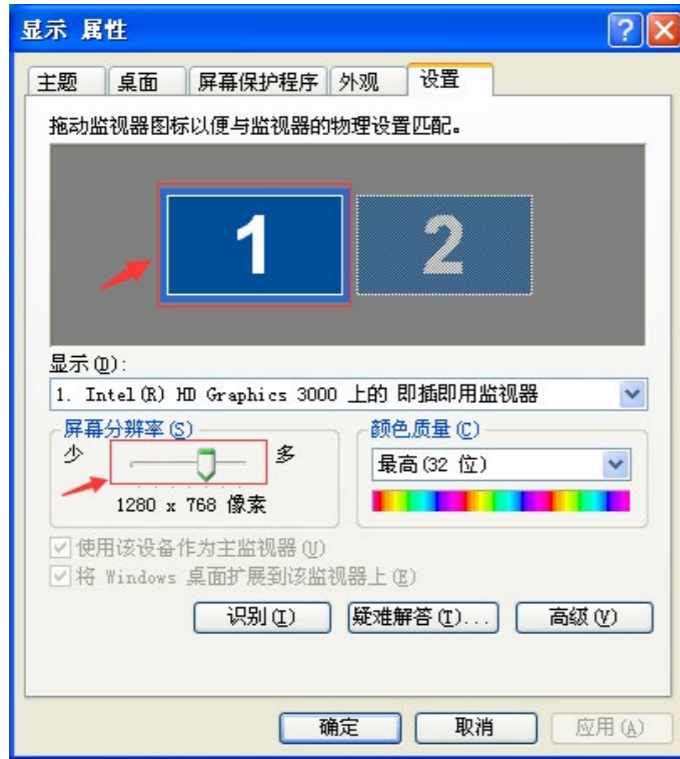 显示 属性
主题 桌面 屏幕保护程序 外观 设置
拖动监视器图标以便与监视器的物理设置匹配。
1 2
显示(D):
1. Intel(R) HD Graphics 3000 上的 即插即用监视器
屏幕分辨率(S) 颜色质量(C)
少 多 最高(32 位)
1280 x 768 像素
使用该设备作为主监视器(U)
将 Windows 桌面扩展到该监视器上(E)
识别(I) 疑难解答(T)... 高级(V)
确定 取消 应用(A)